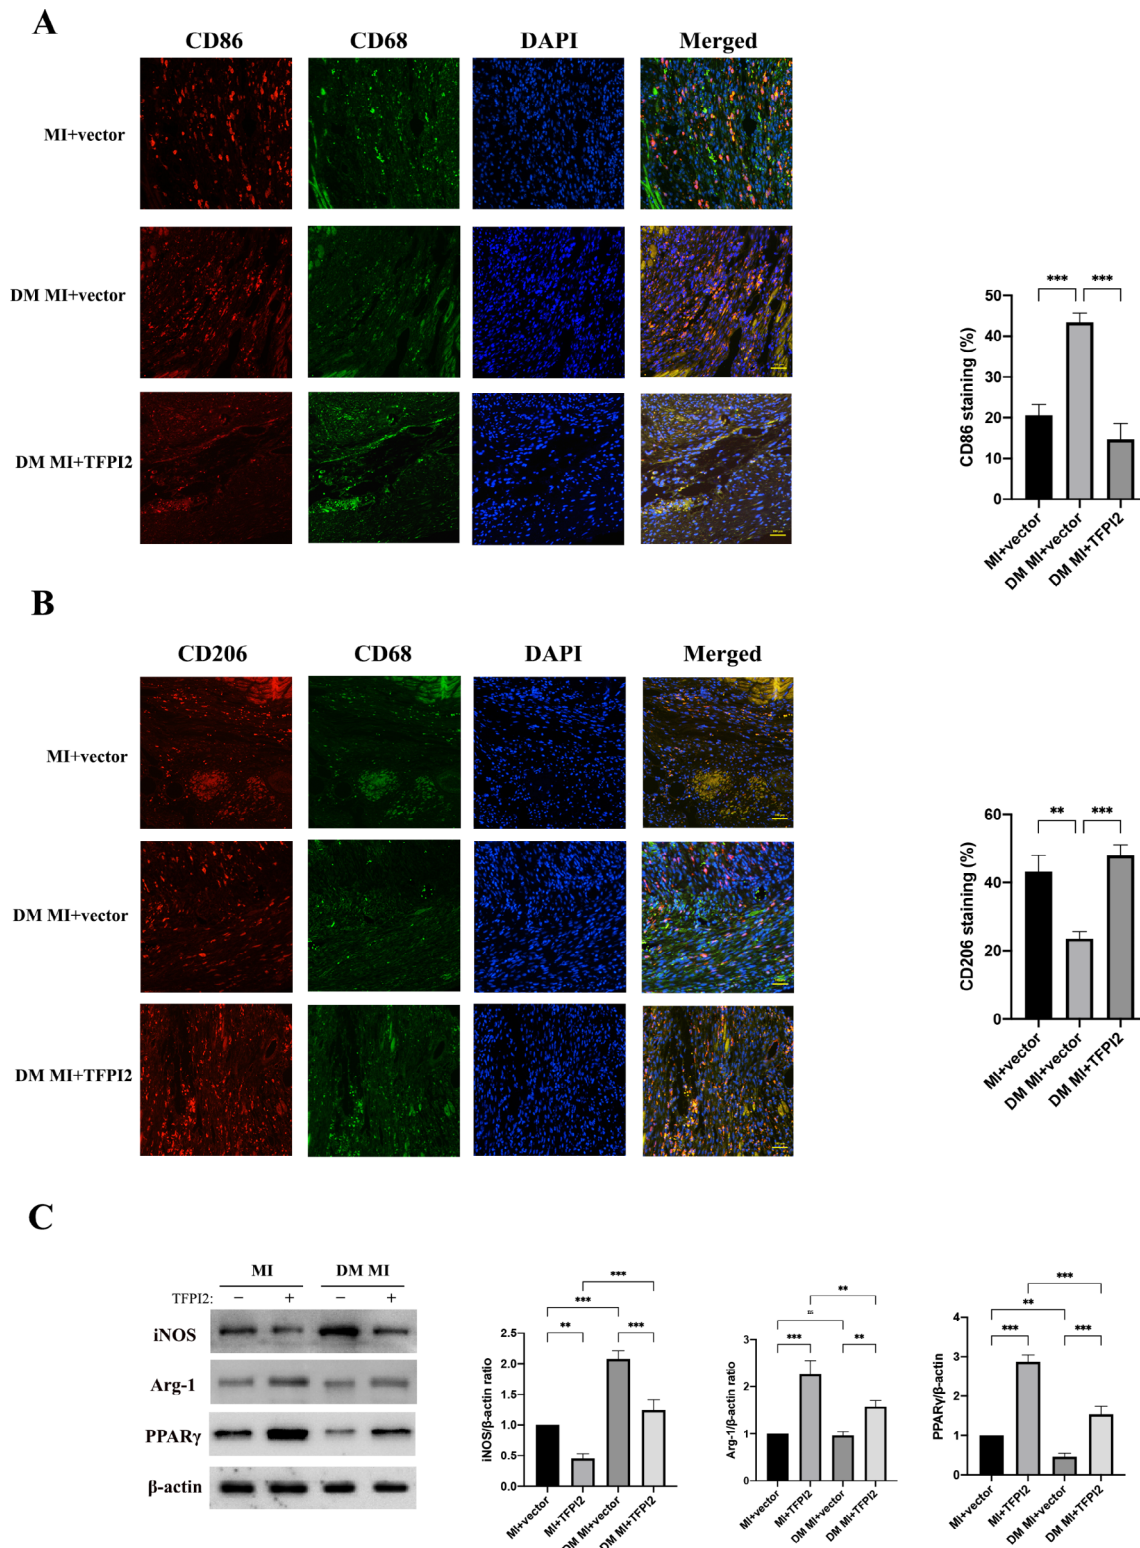 A
CD86 CD68 DAPI Merged
MI+vector
DM MI+vector
DM MI+TFPI2
*** ***
CD86 staining (%)
50
40
30
20
10
0
MI+vector
DM MI+vector
DM MI+TFPI2
B
CD206 CD68 DAPI Merged
MI+vector
DM MI+vector
DM MI+TFPI2
** ***
CD206 staining (%)
60
40
20
0
MI+vector
DM MI+vector
DM MI+TFPI2
C
MI DM MI
TFPI2: − + − +
iNOS
Arg-1
PPARγ
β-actin
***
***
** ***
iNOS/β-actin ratio
2.5
2.0
1.5
1.0
0.5
0.0
MI+vector
MI+TFPI2
DM MI+vector
DM MI+TFPI2
**
ns
*** **
Arg-1/β-actin ratio
3
2
1
0
MI+vector
MI+TFPI2
DM MI+vector
DM MI+TFPI2
***
**
*** ***
PPARγ/β-actin
4
3
2
1
0
MI+vector
MI+TFPI2
DM MI+vector
DM MI+TFPI2